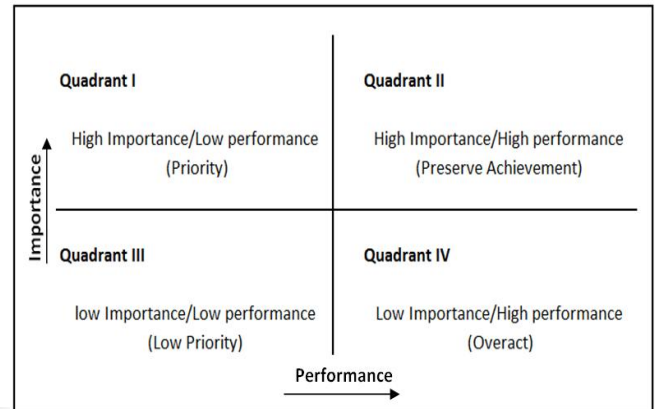 Quadrant I
High Importance/Low performance
(Priority)
Quadrant II
High Importance/High performance
(Preserve Achievement)
Importance
Quadrant III
low Importance/Low performance
(Low Priority)
Quadrant IV
Low Importance/High performance
(Overact)
Performance